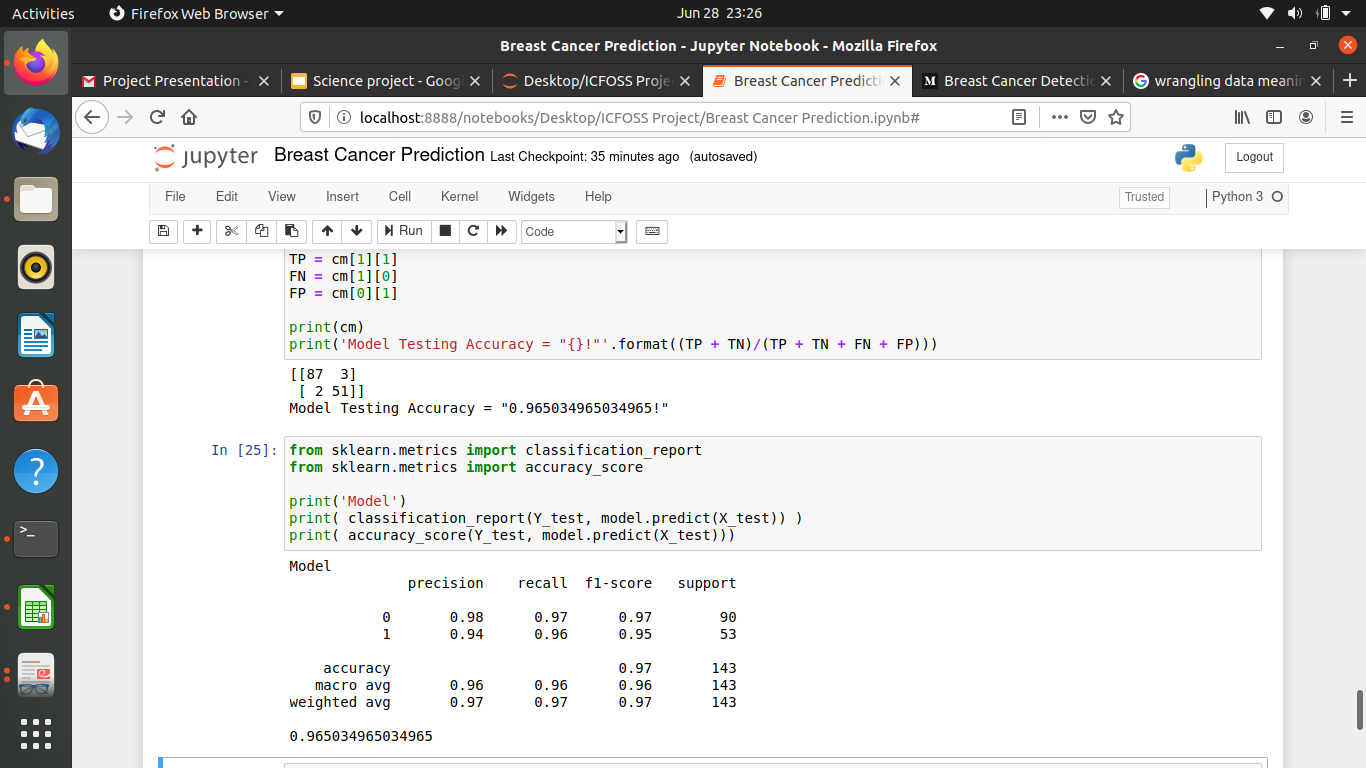 Activities Firefox Web Browser Jun 28 23:26
Breast Cancer Prediction - Jupyter Notebook - Mozilla Firefox
Project Presentation - Science project - Goog Desktop/ICFOSS Proje Breast Cancer Predicti Breast Cancer Detecti wrangling data meanin
localhost:8888/notebooks/Desktop/ICFOSS Project/Breast Cancer Prediction.ipynb#
jupyter Breast Cancer Prediction Last Checkpoint: 35 minutes ago (autosaved) Logout
File Edit View Insert Cell Kernel Widgets Help Trusted Python 3
Run Code
TP = cm[1][1]
FN = cm[1][0]
FP = cm[0][1]
print(cm)
print('Model Testing Accuracy = "{}!"'.format((TP + TN)/(TP + TN + FN + FP)))
[[87  3]
 [ 2 51]]
Model Testing Accuracy = "0.965034965034965!"
In [25]: from sklearn.metrics import classification_report
from sklearn.metrics import accuracy_score
print('Model')
print( classification_report(Y_test, model.predict(X_test)) )
print( accuracy_score(Y_test, model.predict(X_test)))
Model
precision recall f1-score support
0 0.98 0.97 0.97 90
1 0.94 0.96 0.95 53
accuracy 0.97 143
macro avg 0.96 0.96 0.96 143
weighted avg 0.97 0.97 0.97 143
0.965034965034965